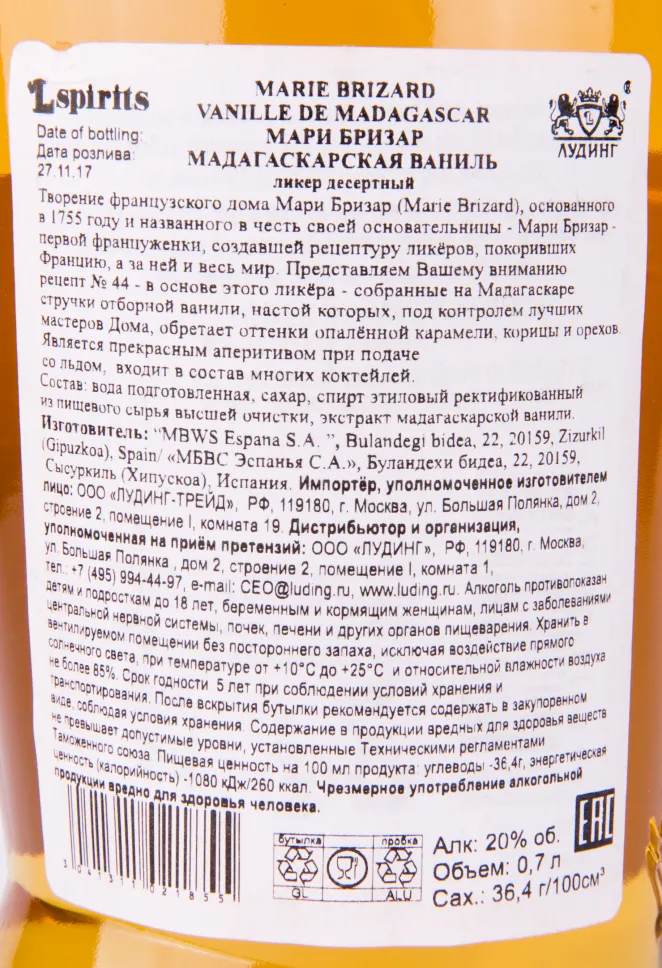 Lspirits
MARIE BRIZARD
VANILLE DE MADAGASCAR
МАРИ БРИЗАР
МАДАГАСКАРСКАЯ ВАНИЛЬ
ликер десертный
®
L
ЛУДИНГ
Date of bottling:
Дата розлива:
27.11.17
Творение французского дома Мари Бризар (Marie Brizard), основанного
в 1755 году и названного в честь своей основательницы - Мари Бризар -
первой француженки, создавшей рецептуру ликёров, покоривших
Францию, а за ней и весь мир. Представляем Вашему вниманию
рецепт № 44 - в основе этого ликёра - собранные на Мадагаскаре
стручки отборной ванили, настой которых, под контролем лучших
мастеров Дома, обретает оттенки опалённой карамели, корицы и орехов.
Является прекрасным аперитивом при подаче
со льдом, входит в состав многих коктейлей.
Состав: вода подготовленная, сахар, спирт этиловый ректификованный
из пищевого сырья высшей очистки, экстракт мадагаскарской ванили.
Изготовитель: "MBWS Espana S.A. ", Bulandegi bidea, 22, 20159, Zizurkil
(Gipuzkoa), Spain/ «МБВС Эспанья С.А.», Буландехи бидеа, 22, 20159,
Сысуркиль (Хипускоа), Испания. Импортёр, уполномоченное изготовителем
лицо: ООО «ЛУДИНГ-ТРЕЙД», РФ, 119180, г. Москва, ул. Большая Полянка, дом 2,
строение 2, помещение I, комната 19. Дистрибьютор и организация,
уполномоченная на приём претензий: ООО «ЛУДИНГ», РФ, 119180, г. Москва,
ул. Большая Полянка , дом 2, строение 2, помещение I, комната 1,
тел.: +7 (495) 994-44-97, e-mail: CEO@luding.ru, www.luding.ru. Алкоголь противопоказан
детям и подросткам до 18 лет, беременным и кормящим женщинам, лицам с заболеваниями
центральной нервной системы, почек, печени и других органов пищеварения. Хранить в
вентилируемом помещении без постороннего запаха, исключая воздействие прямого
солнечного света, при температуре от +10°С до +25°С и относительной влажности воздуха
не более 85%. Срок годности 5 лет при соблюдении условий хранения и
транспортирования. После вскрытия бутылки рекомендуется содержать в закупоренном
виде, соблюдая условия хранения. Содержание в продукции вредных для здоровья веществ
не превышает допустимые уровни, установленные Техническими регламентами
Таможенного союза. Пищевая ценность на 100 мл продукта: углеводы -36,4г, энергетическая
ценность (калорийность) -1080 кДж/260 ккал. Чрезмерное употребление алкогольной
продукции вредно для здоровья человека.
3 041311 021855
бутылка
пробка
GL
ALU
EAC
Алк: 20% об.
Объем: 0,7 л
Сах.: 36,4 г/100см³